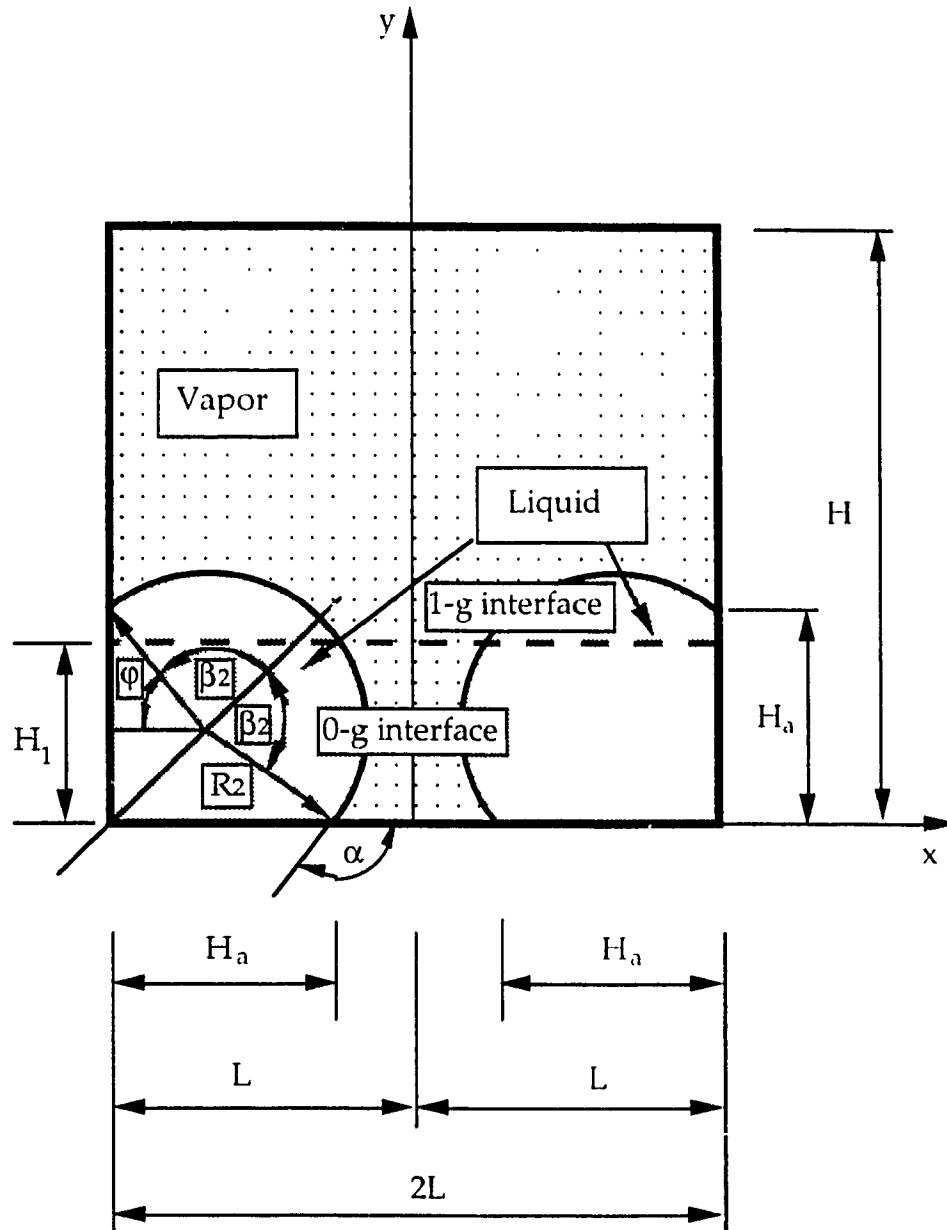 y
Vapor
Liquid
H
1-g interface
φ
β2
β2
0-g interface
H1
Ha
R2
α
x
Ha
Ha
L
L
2L